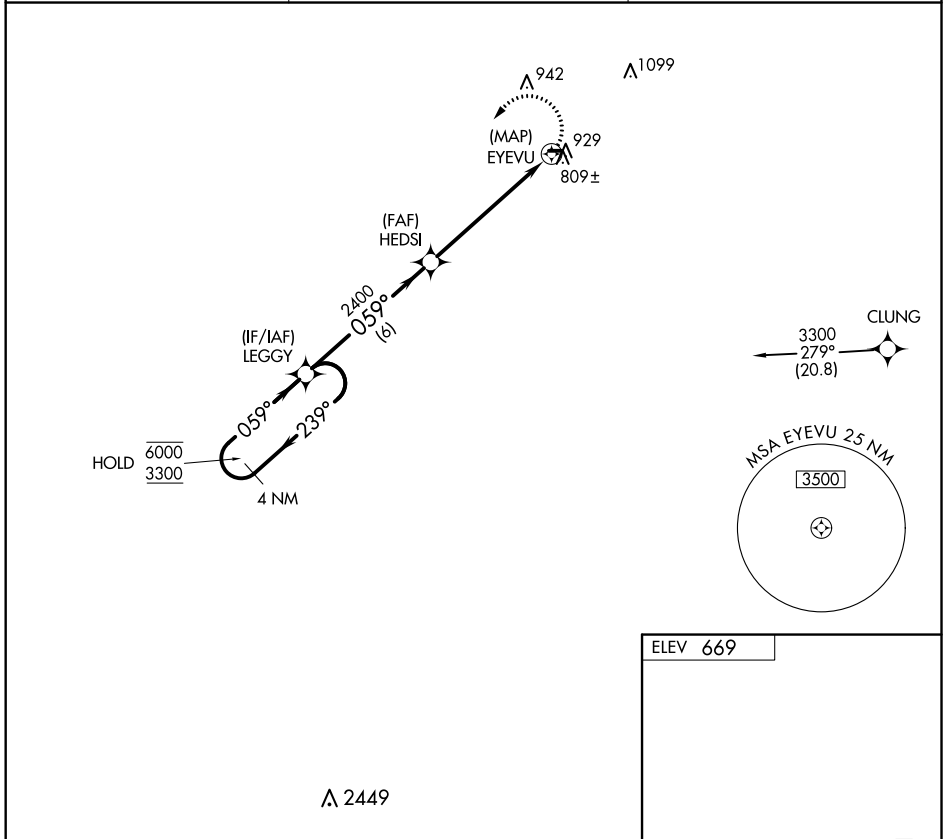 942
1099
(MAP)
EYEVU
929
809±
(FAF)
HEDSI
2400
059°
(6)
(IF/IAF)
LEGGY
CLUNG
3300
279°
(20.8)
059°
239°
HOLD
6000
3300
4 NM
MSA EYEVU 25 NM
3500
ELEV 669
2449